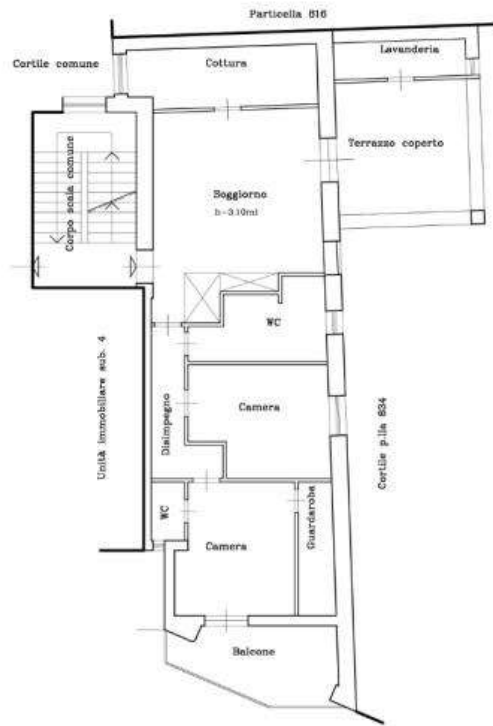 Particella 816
Cortile comune
Cottura
Lavanderia
Terrazzo coperto
Corpo scala comune
Soggiorno
h=3.10ml
WC
Unità immobiliare sub. 4
Disimpegno
Camera
Cortile p.lla 834
WC
Camera
Guardaroba
Balcone